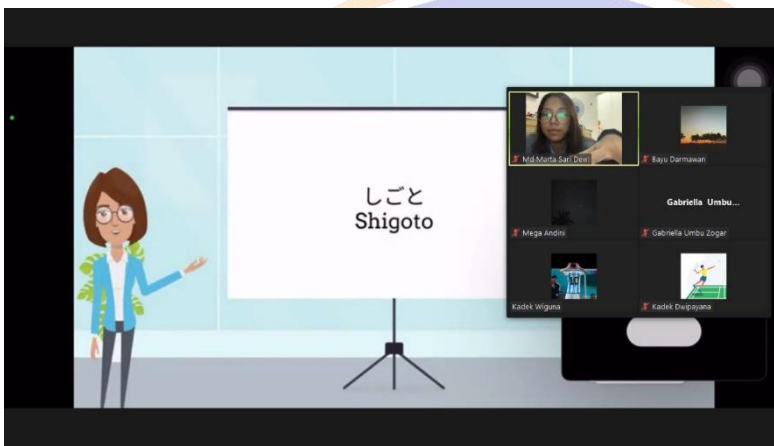 しごと
Shigoto
Md Marta Sari Dewi
Bayu Darmawan
Mega Andini
Gabriella Umbu...
Gabriella Umbu Zogar
Kadek Wiguna
Kadek Dwipayana